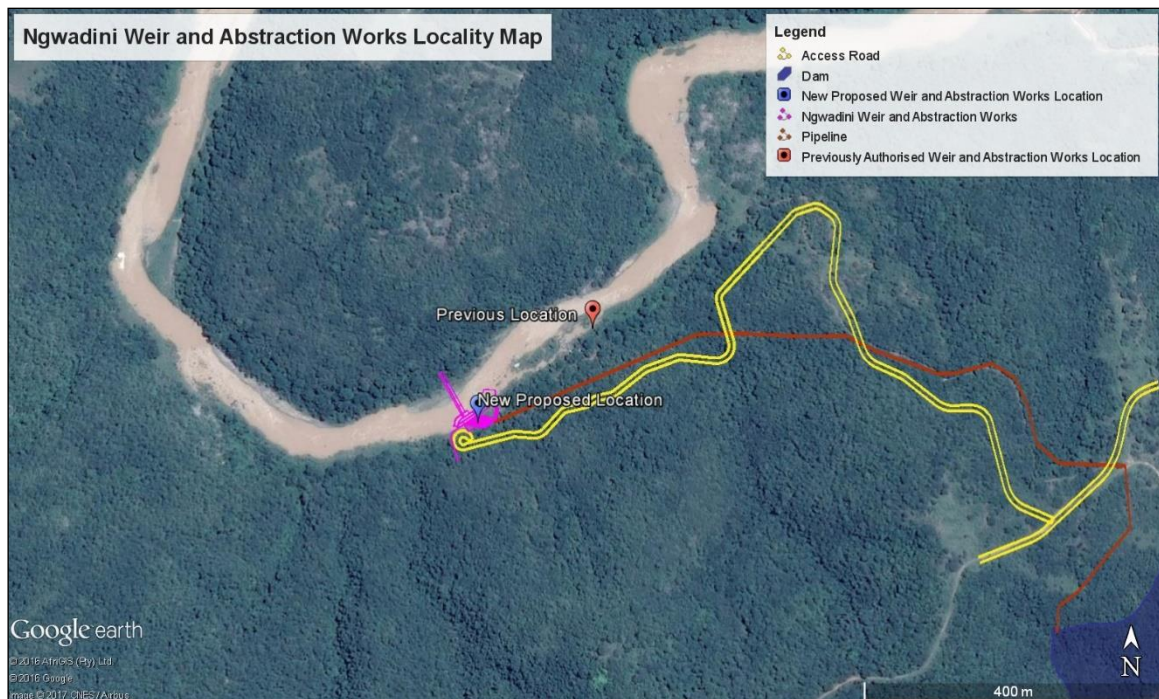 Ngwadini Weir and Abstraction Works Locality Map
Legend
Access Road
Dam
New Proposed Weir and Abstraction Works Location
Ngwadini Weir and Abstraction Works
Pipeline
Previously Authorised Weir and Abstraction Works Location
Previous Location
New Proposed Location
Google earth
© 2016 AfriGIS (Pty) Ltd.
© 2016 Google
Image © 2017 CNES / Airbus
N
400 m